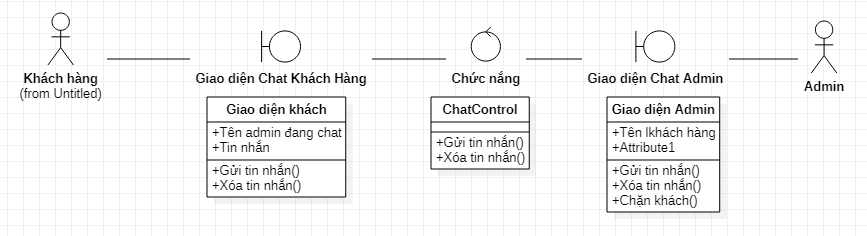 Khách hàng
(from Untitled)
Giao diện Chat Khách Hàng
Chức nắng
Giao diện Chat Admin
Admin
Giao diện khách
+Tên admin đang chat
+Tin nhắn
+Gửi tin nhắn()
+Xóa tin nhắn()
ChatControl
+Gửi tin nhắn()
+Xóa tin nhắn()
Giao diện Admin
+Tên lkhách hàng
+Attribute1
+Gửi tin nhắn()
+Xóa tin nhắn()
+Chặn khách()